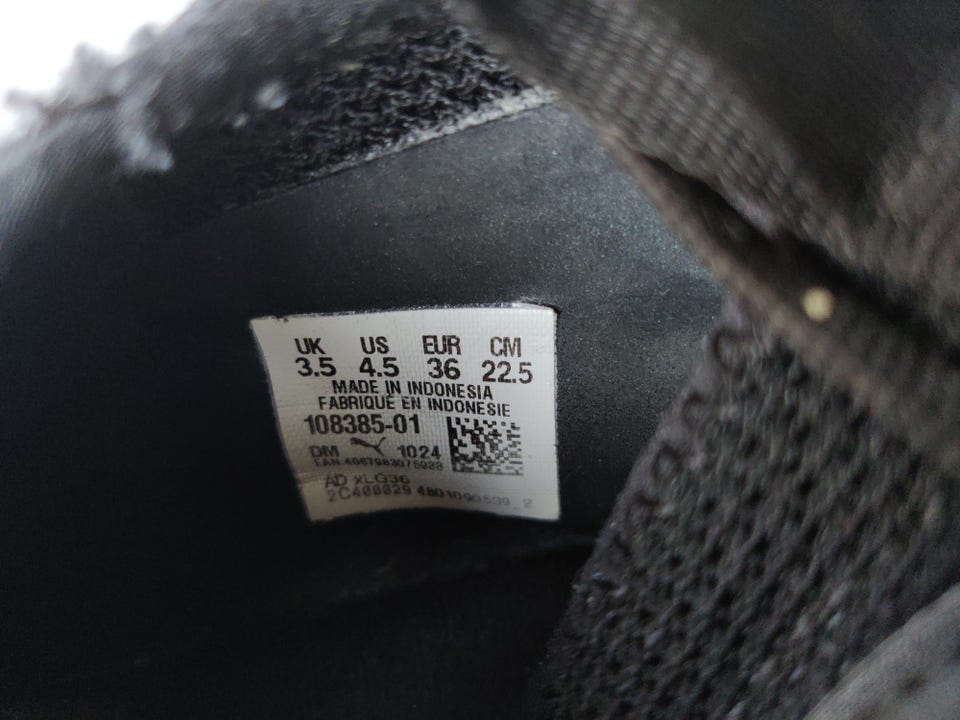 UK US EUR CM
3.5 4.5 36 22.5
MADE IN INDONESIA
FABRIQUÉ EN INDONESIE
108385-01
DM 1024
AD XLG36
2C400029